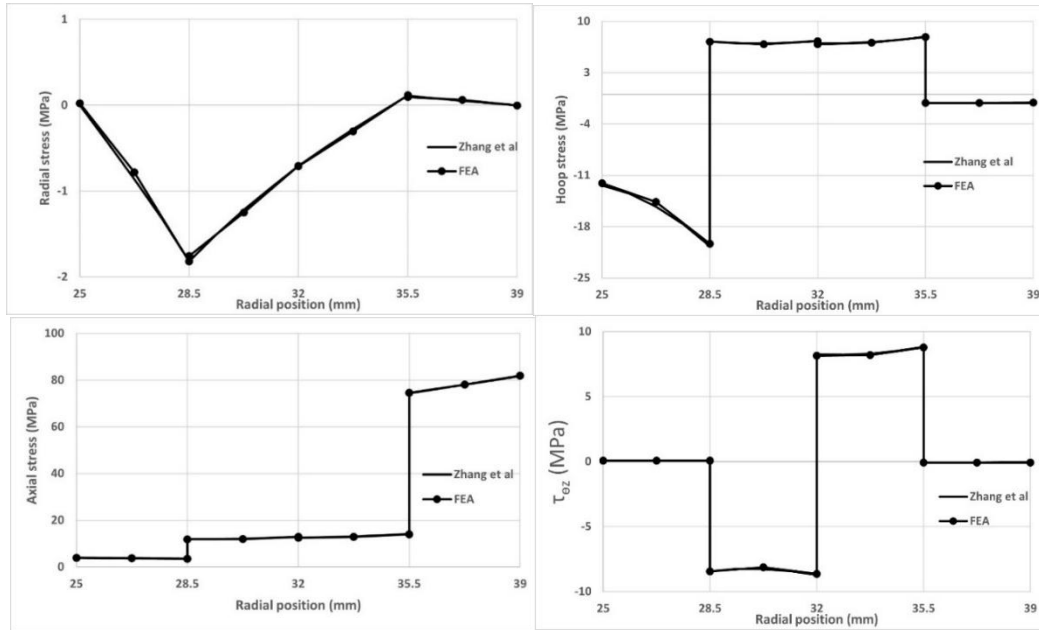 Radial stress (MPa)
1
0
-1
-2
25
28.5
32
35.5
39
Radial position (mm)
Zhang et al
FEA
Hoop stress (MPa)
10
3
-4
-11
-18
-25
25
28.5
32
35.5
39
Radial position (mm)
Zhang et al
FEA
Axial stress (MPa)
100
80
60
40
20
0
25
28.5
32
35.5
39
Radial position (mm)
Zhang et al
FEA
τθz (MPa)
10
5
0
-5
-10
25
28.5
32
35.5
39
Radial position (mm)
Zhang et al
FEA